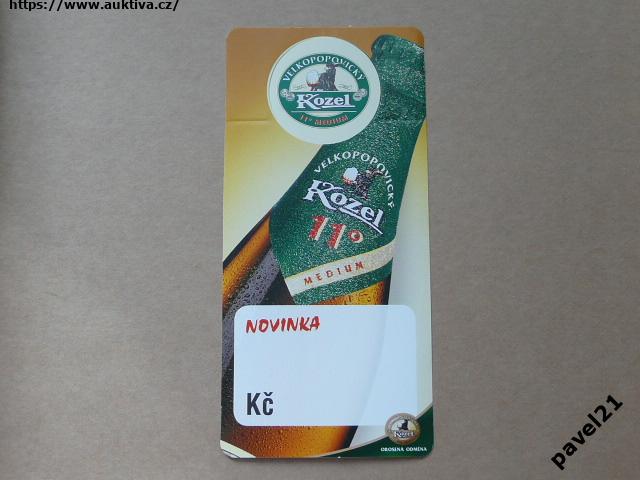 https://www.auktiva.cz/
VELKOPOPOVICKÝ
Kozel
11° MEDIUM
VELKOPOPOVICKÝ
Kozel
11°
MEDIUM
NOVINKA
Kč
Kozel
OROSENÁ ODMĚNA
pavel21